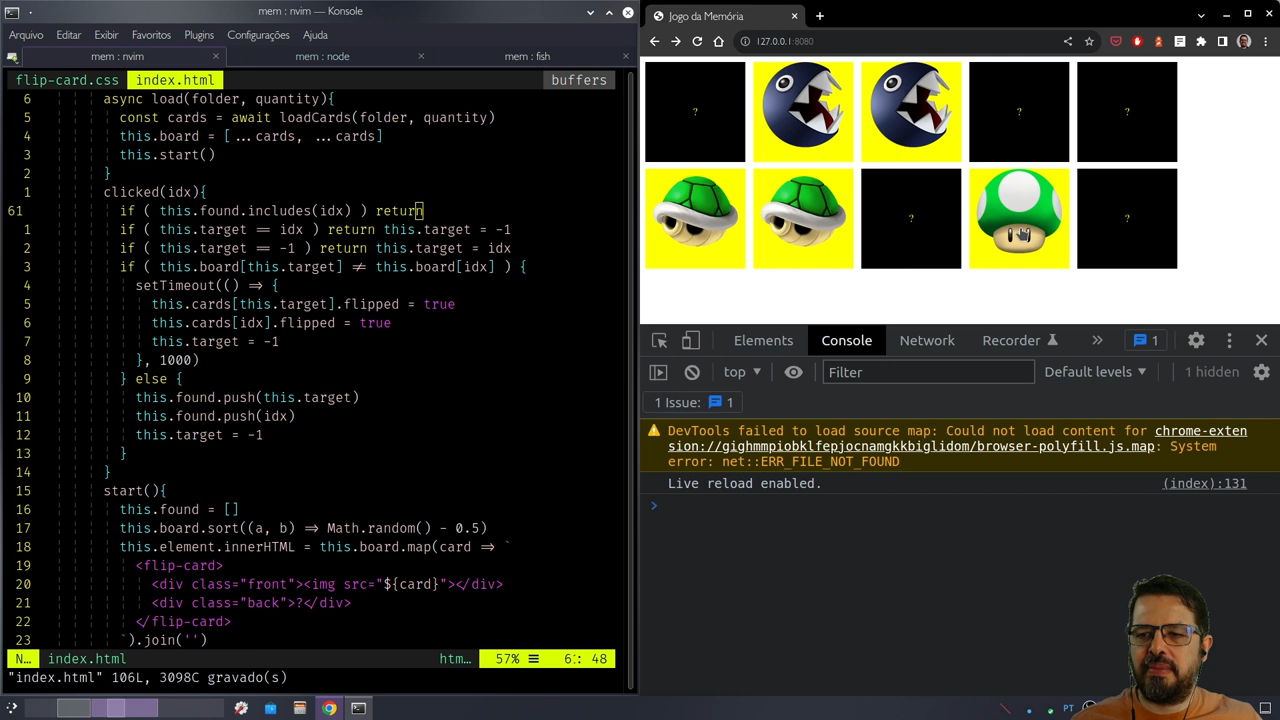 mem : nvim — Konsole
Arquivo Editar Exibir Favoritos Plugins Configurações Ajuda
mem : nvim
mem : node
mem : fish
flip-card.css index.html buffers
6 async load(folder, quantity){
5 const cards = await loadCards(folder, quantity)
4 this.board = [...cards, ...cards]
3 this.start()
2 }
1 clicked(idx){
61 if ( this.found.includes(idx) ) return
1 if ( this.target == idx ) return this.target = -1
2 if ( this.target == -1 ) return this.target = idx
3 if ( this.board[this.target] ≠ this.board[idx] ) {
4 setTimeout(() ⇒ {
5 this.cards[this.target].flipped = true
6 this.cards[idx].flipped = true
7 this.target = -1
8 }, 1000)
9 } else {
10 this.found.push(this.target)
11 this.found.push(idx)
12 this.target = -1
13 }
14 }
15 start(){
16 this.found = []
17 this.board.sort((a, b) ⇒ Math.random() - 0.5)
18 this.element.innerHTML = this.board.map(card ⇒ `
19 <flip-card>
20 <div class="front"><img src="${card}"></div>
21 <div class="back">?</div>
22 </flip-card>
23 `).join('')
N… index.html htm… 57% ☰ 61: 48
"index.html" 106L, 3098C gravado(s)
Jogo da Memória
127.0.0.1:8080
? ? ?
? ?
Elements Console Network Recorder 1
top Filter Default levels 1 hidden
1 Issue: 1
DevTools failed to load source map: Could not load content for chrome-exten
sion://gighmmpiobklfepjocnamgkkbiglidom/browser-polyfill.js.map: System
error: net::ERR_FILE_NOT_FOUND
Live reload enabled. (index):131
PT